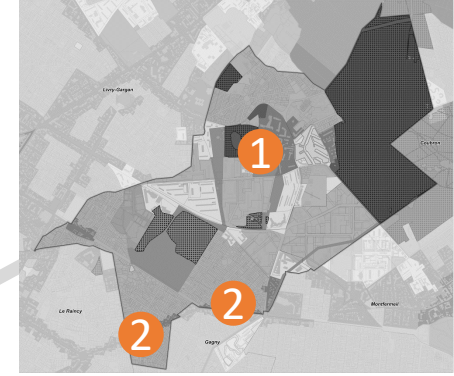 Livry-Gargan
1
Coubron
2
2
Le Raincy
Montfermeil
Gagny